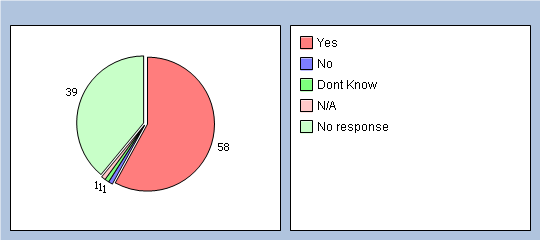 39
58
1
1
1
Yes
No
Dont Know
N/A
No response